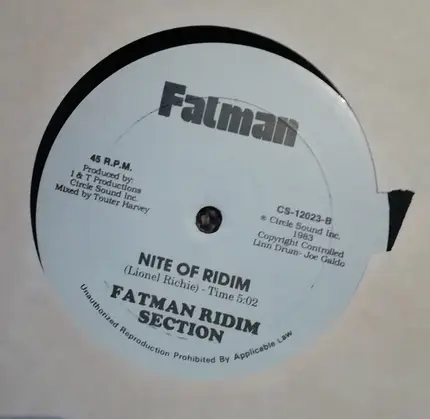 Fatman
45 R.P.M.
Produced by:
I & T Productions
Circle Sound Inc.
Mixed by Touter Harvey
CS-12023-B
® Circle Sound Inc.
1983
Copyright Controlled
Linn Drum- Joe Galdo
NITE OF RIDIM
(Lionel Richie) - Time 5:02
FATMAN RIDIM
SECTION
Unauthorized Reproduction Prohibited By Applicable Law